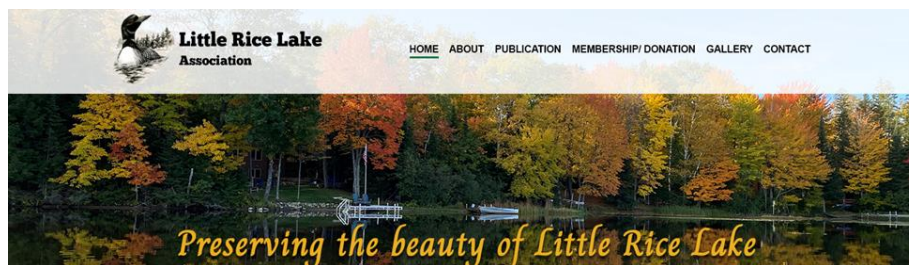 Little Rice Lake
Association
HOME ABOUT PUBLICATION MEMBERSHIP/ DONATION GALLERY CONTACT
Preserving the beauty of Little Rice Lake